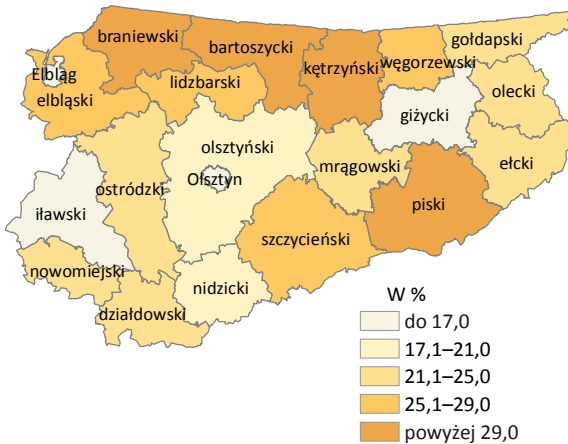 gołdapski
braniewski
bartoszycki
kętrzyński
węgorzewski
Elbląg
lidzbarski
olecki
elbląski
giżycki
olsztyński
mrągowski
ełcki
Olsztyn
ostródzki
iławski
piski
szczycieński
nowomiejski
nidzicki
działdowski
W %
do 17,0
17,1–21,0
21,1–25,0
25,1–29,0
powyżej 29,0